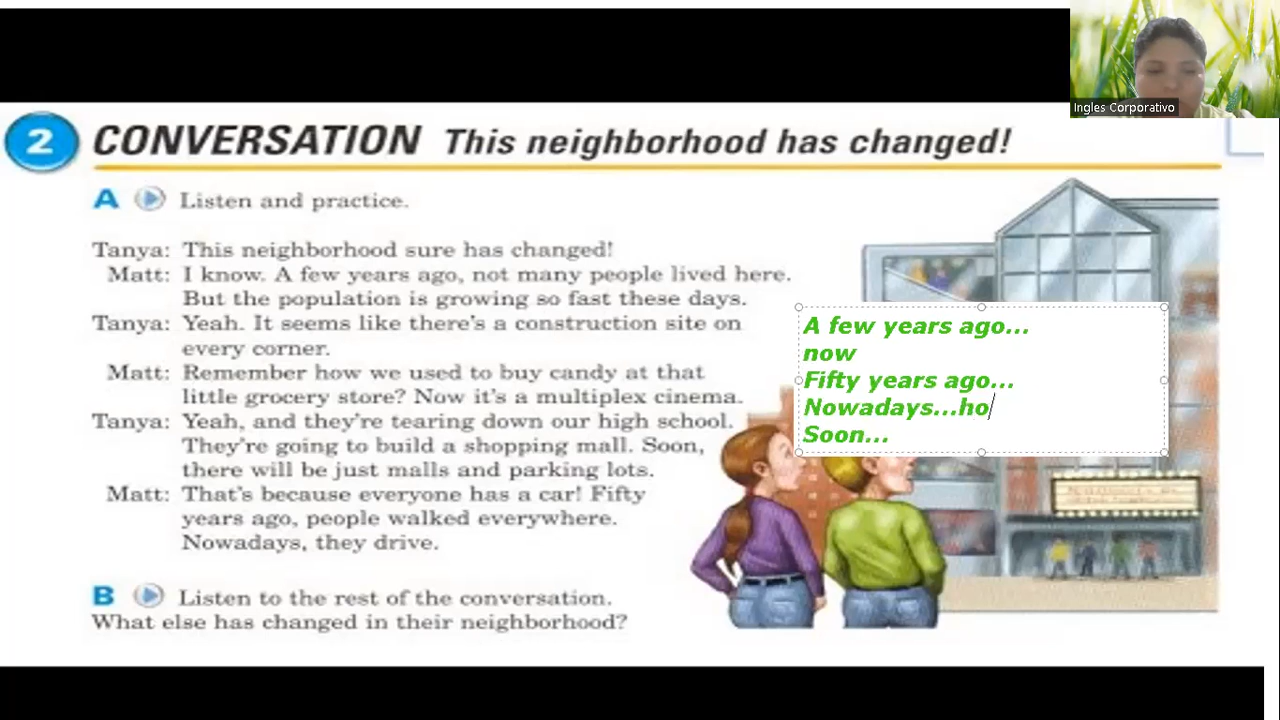 Ingles Corporativo
2 CONVERSATION This neighborhood has changed!
A Listen and practice.
Tanya: This neighborhood sure has changed!
Matt: I know. A few years ago, not many people lived here.
But the population is growing so fast these days.
Tanya: Yeah. It seems like there's a construction site on
every corner.
Matt: Remember how we used to buy candy at that
little grocery store? Now it's a multiplex cinema.
Tanya: Yeah, and they're tearing down our high school.
They're going to build a shopping mall. Soon,
there will be just malls and parking lots.
Matt: That's because everyone has a car! Fifty
years ago, people walked everywhere.
Nowadays, they drive.
A few years ago...
now
Fifty years ago...
Nowadays...ho
Soon...
B Listen to the rest of the conversation.
What else has changed in their neighborhood?